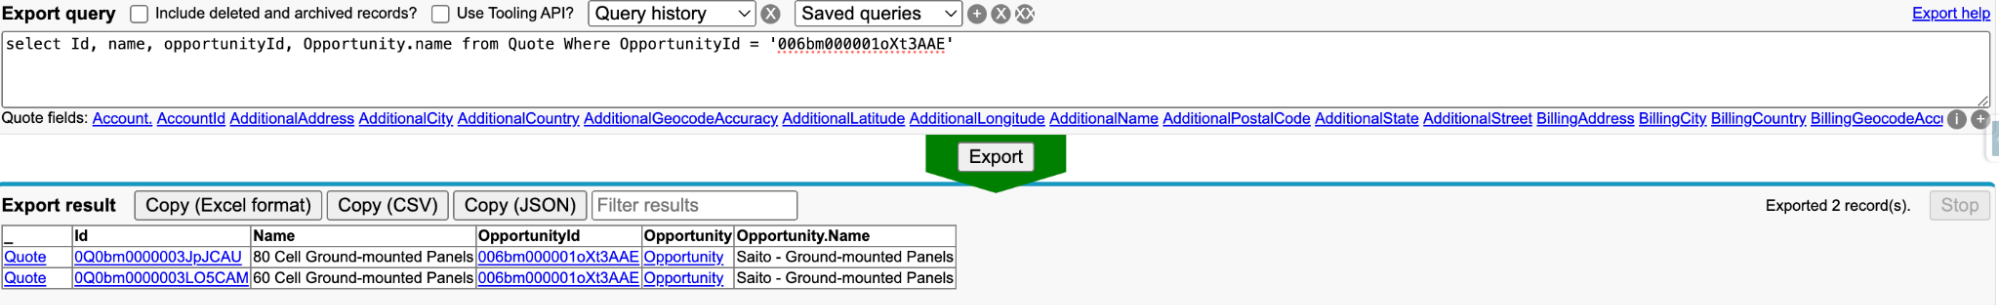 Export query Include deleted and archived records? Use Tooling API? Query history X Saved queries + X XX Export help
select Id, name, opportunityId, Opportunity.name from Quote Where OpportunityId = '006bm000001oXt3AAE'
Quote fields: Account. AccountId AdditionalAddress AdditionalCity AdditionalCountry AdditionalGeocodeAccuracy AdditionalLatitude AdditionalLongitude AdditionalName AdditionalPostalCode AdditionalState AdditionalStreet BillingAddress BillingCity BillingCountry BillingGeocodeAccu i +
Export
Export result Copy (Excel format) Copy (CSV) Copy (JSON) Filter results Exported 2 record(s). Stop
_ Id Name OpportunityId Opportunity Opportunity.Name
Quote 0Q0bm0000003JpJCAU 80 Cell Ground-mounted Panels 006bm000001oXt3AAE Opportunity Saito - Ground-mounted Panels
Quote 0Q0bm0000003LO5CAM 60 Cell Ground-mounted Panels 006bm000001oXt3AAE Opportunity Saito - Ground-mounted Panels